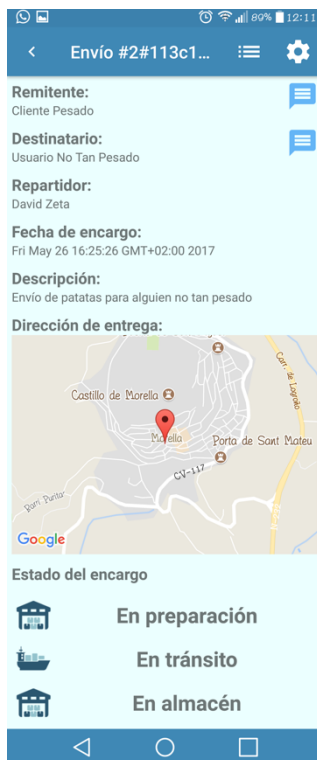 89% 12:11
Envío #2#113c1...
Remitente:
Cliente Pesado
Destinatario:
Usuario No Tan Pesado
Repartidor:
David Zeta
Fecha de encargo:
Fri May 26 16:25:26 GMT+02:00 2017
Descripción:
Envío de patatas para alguien no tan pesado
Dirección de entrega:
Cam. de Logroño
Castillo de Morella
Morella
Porta de Sant Mateu
CV-117
Google
Estado del encargo
En preparación
En tránsito
En almacén